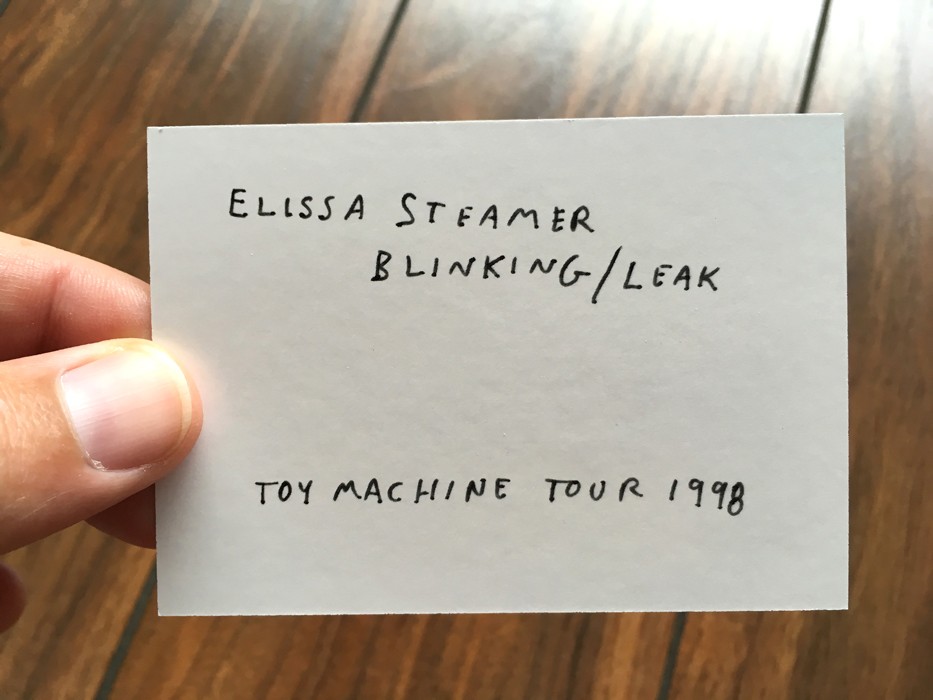 ELISSA STEAMER
BLINKING/LEAK
TOY MACHINE TOUR 1998